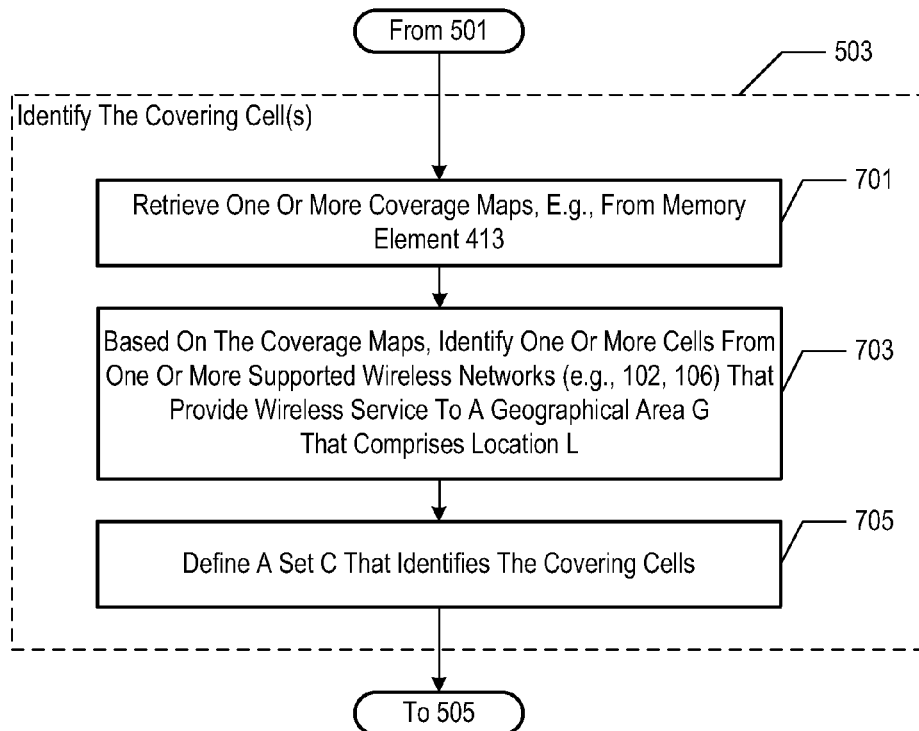 From 501
503
Identify The Covering Cell(s)
701
Retrieve One Or More Coverage Maps, E.g., From Memory
Element 413
Based On The Coverage Maps, Identify One Or More Cells From
One Or More Supported Wireless Networks (e.g., 102, 106) That
Provide Wireless Service To A Geographical Area G
That Comprises Location L
703
705
Define A Set C That Identifies The Covering Cells
To 505